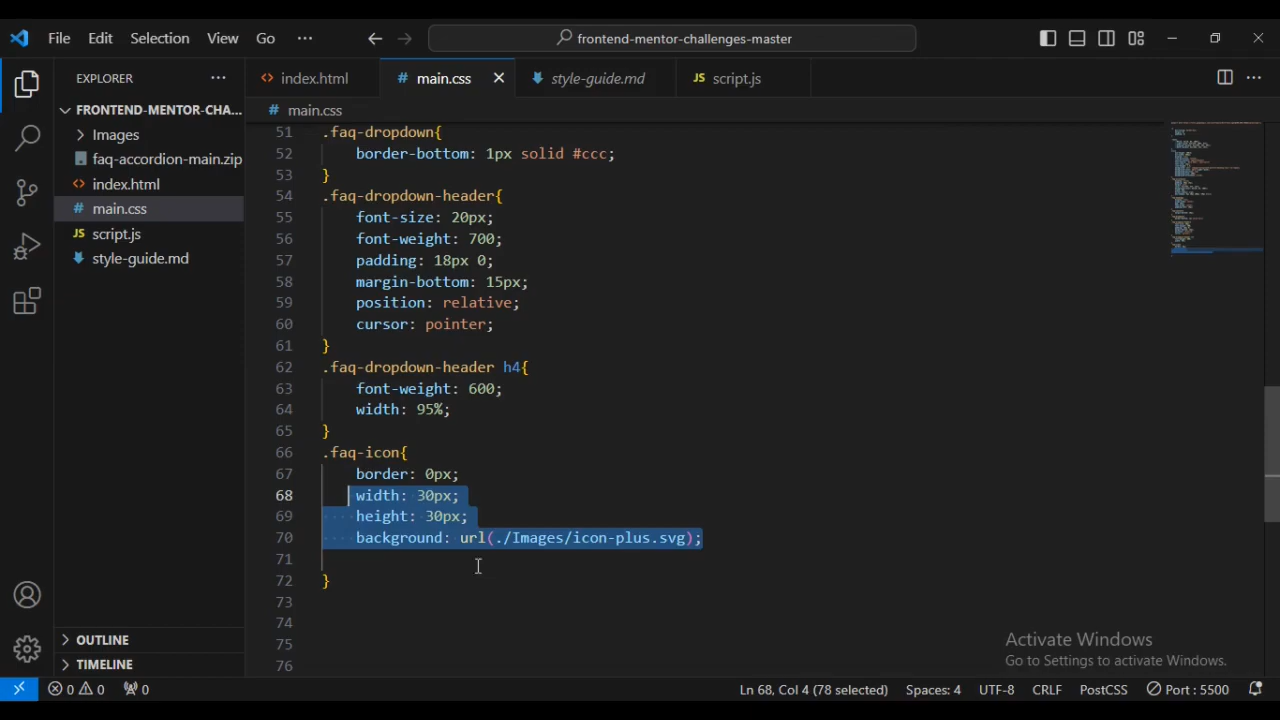 File Edit Selection View Go ··· frontend-mentor-challenges-master
EXPLORER ··· index.html # main.css style-guide.md JS script.js ···
FRONTEND-MENTOR-CHA... # main.css
Images
faq-accordion-main.zip
index.html
# main.css
JS script.js
style-guide.md
OUTLINE
TIMELINE
51 .faq-dropdown{
52 border-bottom: 1px solid #ccc;
53 }
54 .faq-dropdown-header{
55 font-size: 20px;
56 font-weight: 700;
57 padding: 18px 0;
58 margin-bottom: 15px;
59 position: relative;
60 cursor: pointer;
61 }
62 .faq-dropdown-header h4{
63 font-weight: 600;
64 width: 95%;
65 }
66 .faq-icon{
67 border: 0px;
68 width: 30px;
69 height: 30px;
70 background: url(./Images/icon-plus.svg);
71
72 }
73
74
75
76
Activate Windows
Go to Settings to activate Windows.
0 0 0 Ln 68, Col 4 (78 selected) Spaces: 4 UTF-8 CRLF PostCSS Port : 5500